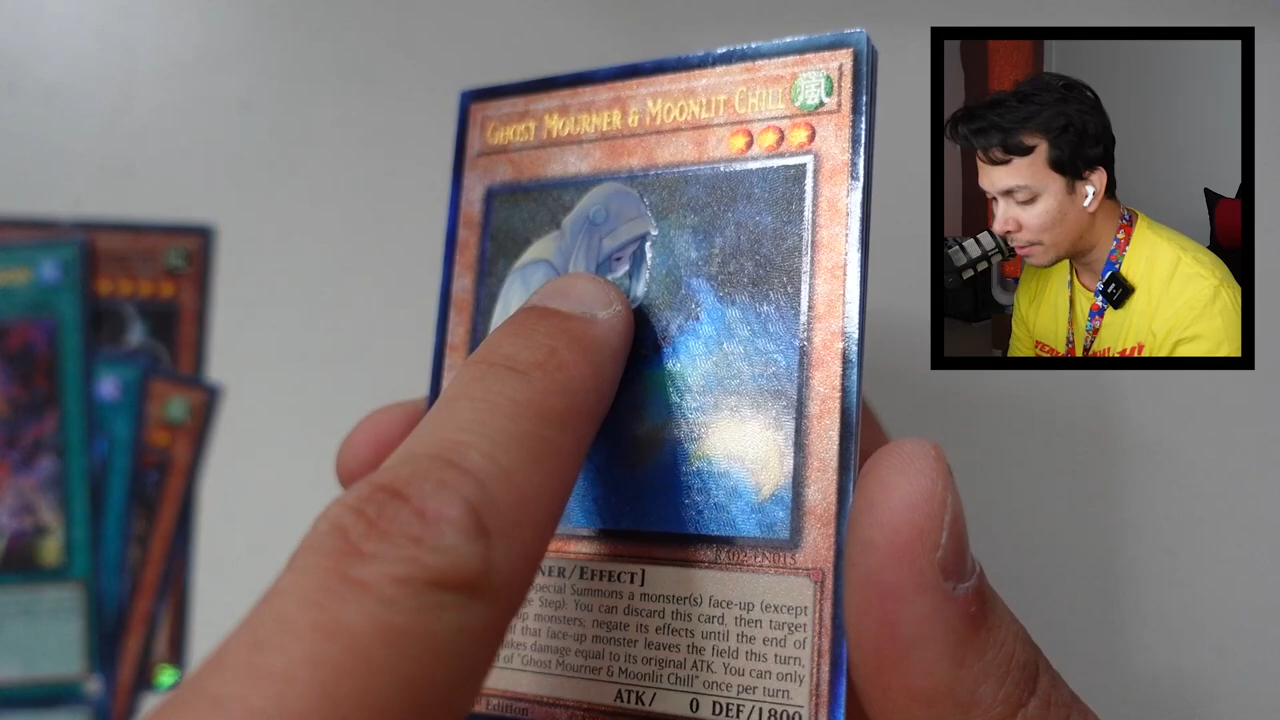 GHOST MOURNER & MOONLIT CHILL
嵐
RA02-EN015
NER/EFFECT]
Special Summons a monster(s) face-up (except
ge Step): You can discard this card, then target
up monsters; negate its effects until the end of
if that face-up monster leaves the field this turn,
akes damage equal to its original ATK. You can only
of "Ghost Mourner & Moonlit Chill" once per turn.
ATK/ 0 DEF/1800
Edition